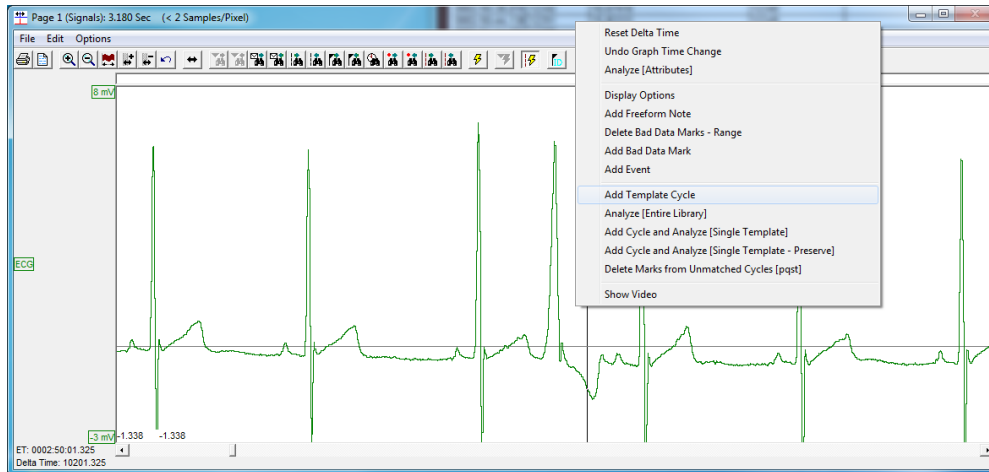 Page 1 (Signals): 3.180 Sec (< 2 Samples/Pixel)
File Edit Options
8 mV
ECG
-3 mV
-1.338 -1.338
ET: 0002:50:01.325
Delta Time: 10201.325
Reset Delta Time
Undo Graph Time Change
Analyze [Attributes]
Display Options
Add Freeform Note
Delete Bad Data Marks - Range
Add Bad Data Mark
Add Event
Add Template Cycle
Analyze [Entire Library]
Add Cycle and Analyze [Single Template]
Add Cycle and Analyze [Single Template - Preserve]
Delete Marks from Unmatched Cycles [pqst]
Show Video